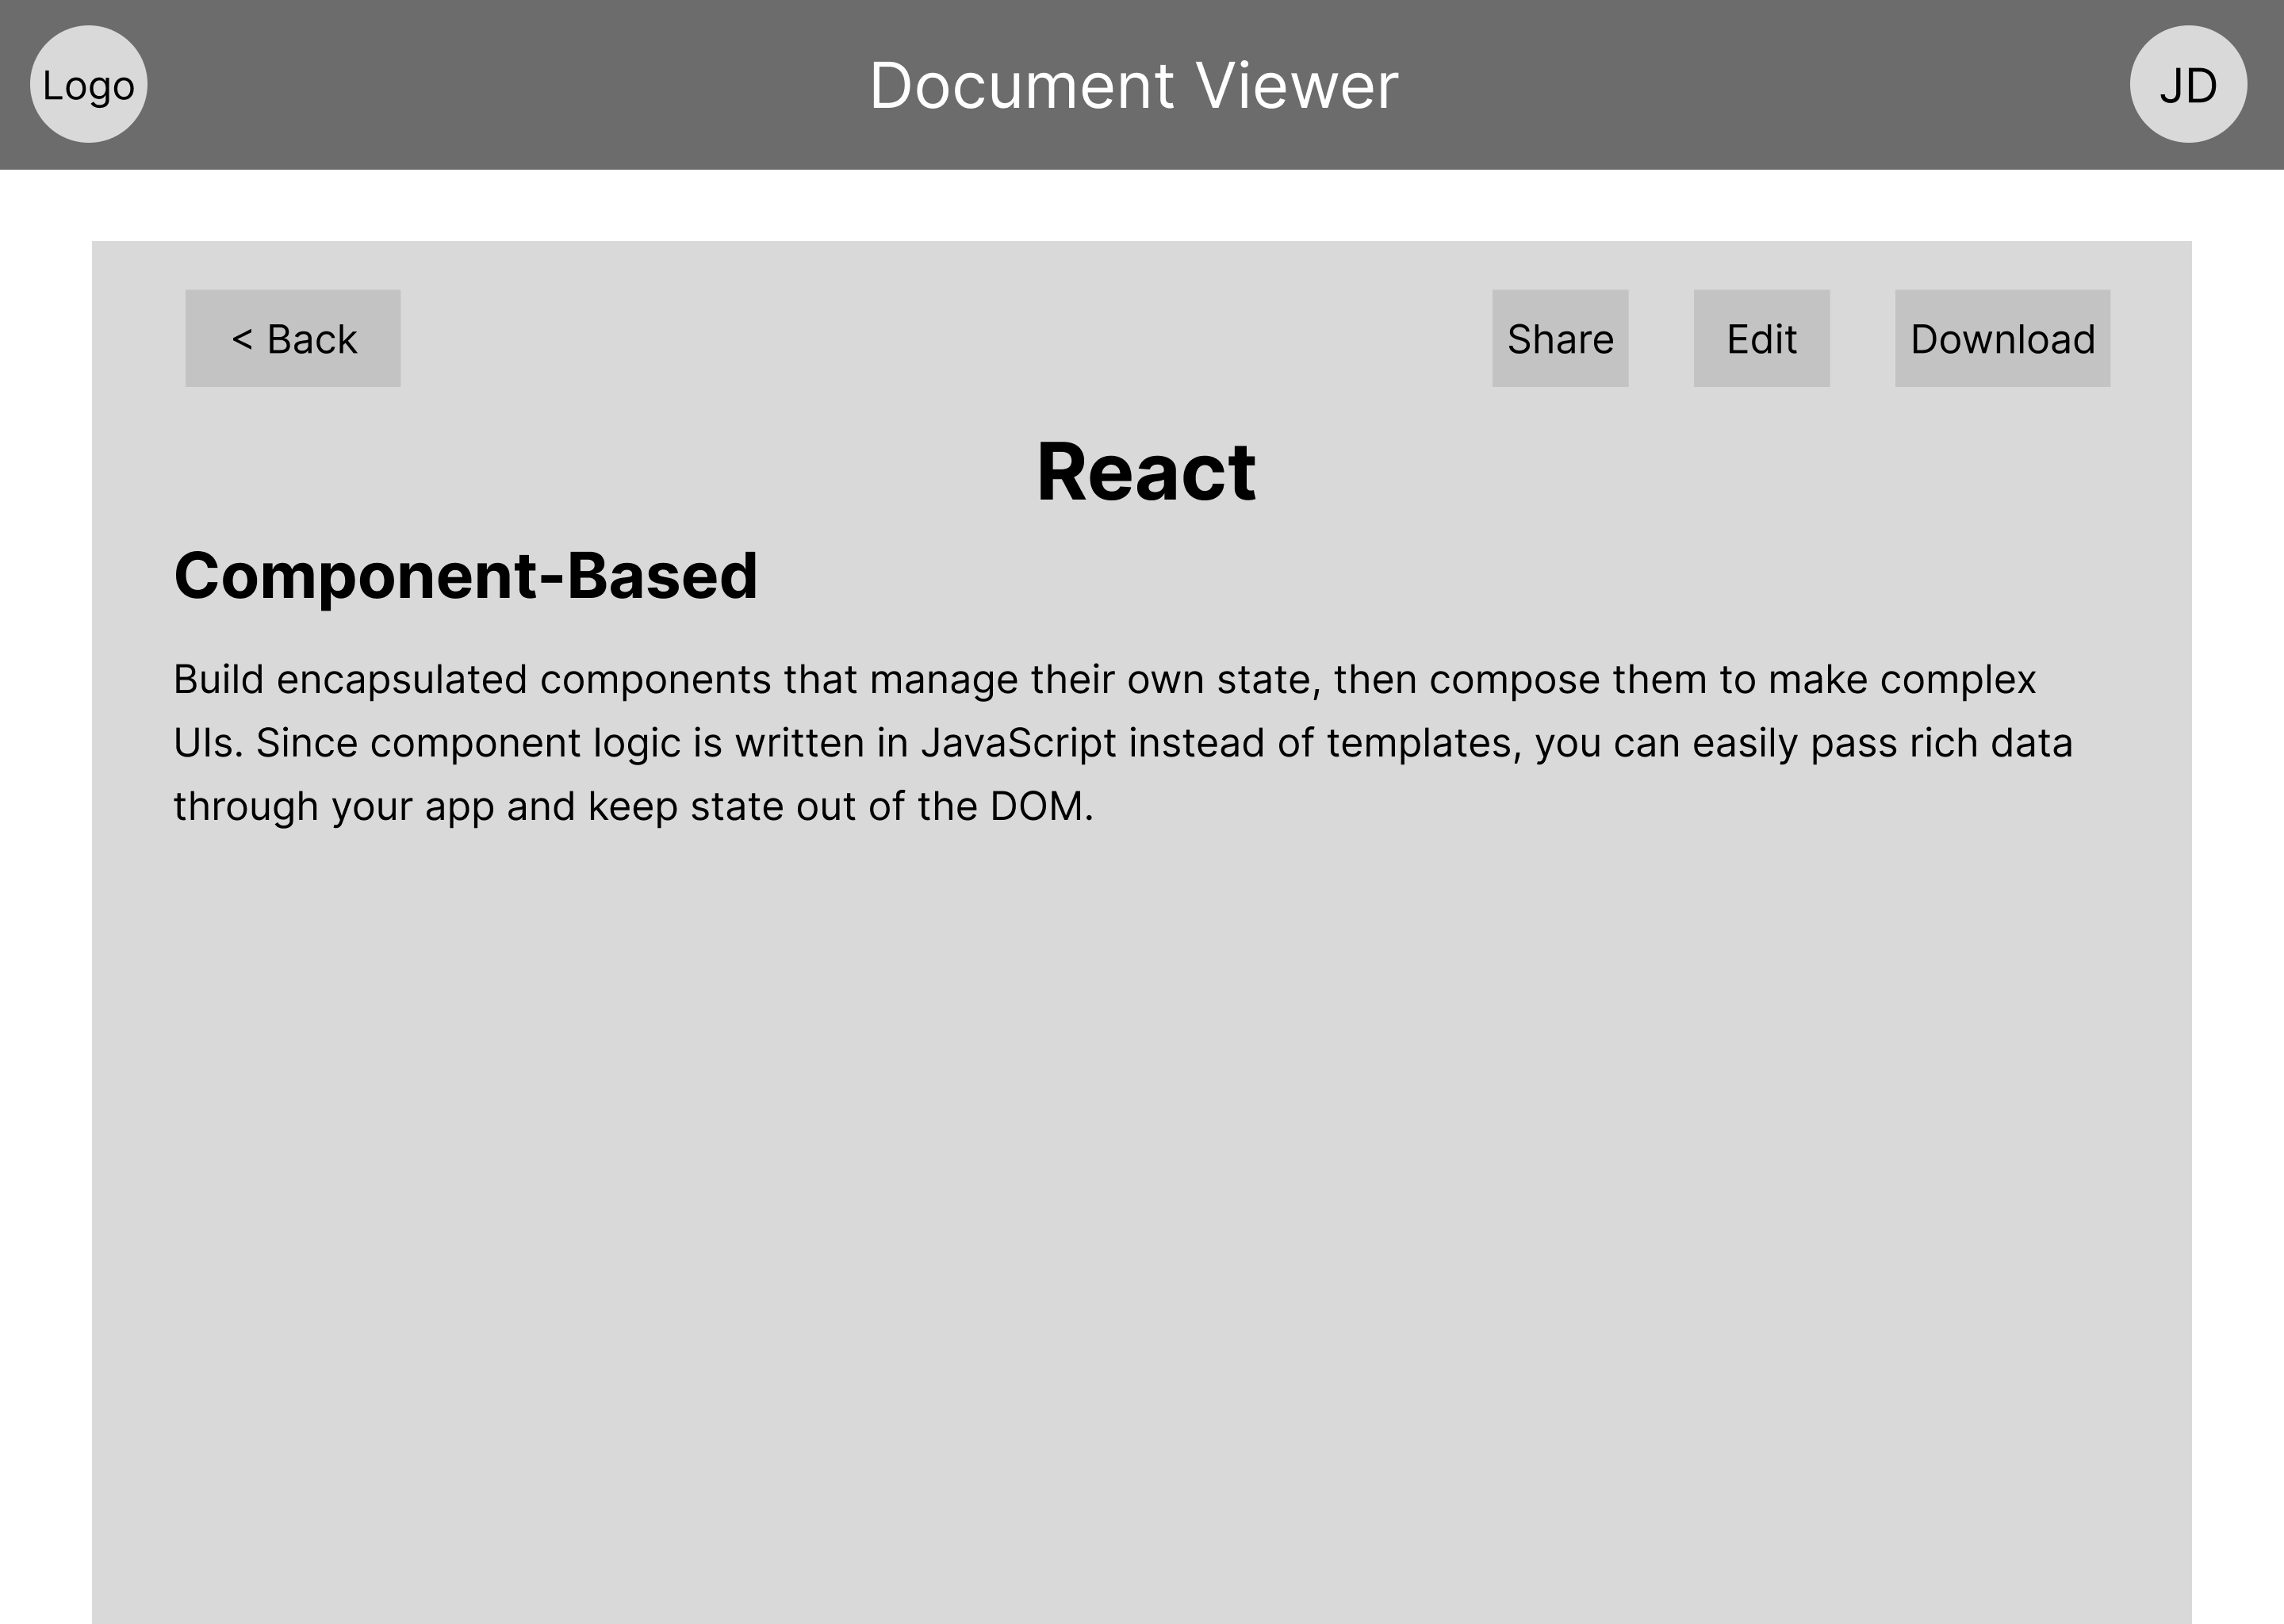 Logo
Document Viewer
JD
< Back
Share
Edit
Download
React
Component-Based
Build encapsulated components that manage their own state, then compose them to make complex
UIs. Since component logic is written in JavaScript instead of templates, you can easily pass rich data
through your app and keep state out of the DOM.